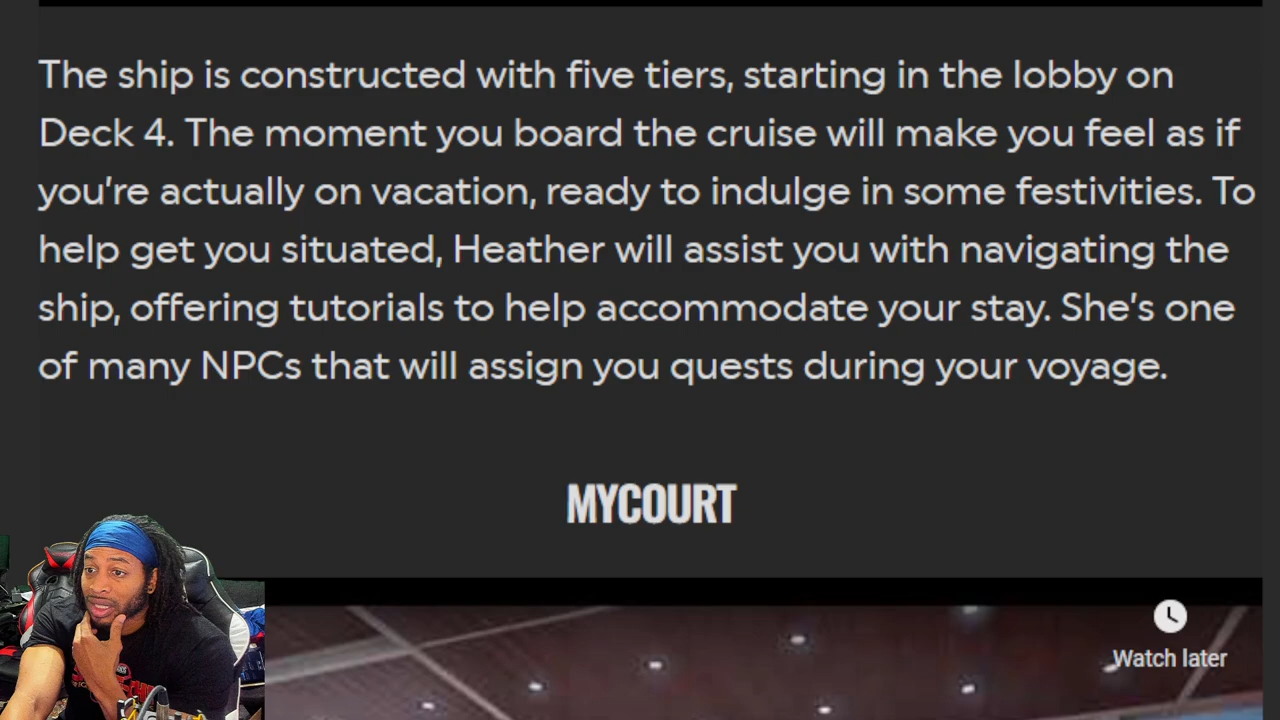 The ship is constructed with five tiers, starting in the lobby on
Deck 4. The moment you board the cruise will make you feel as if
you're actually on vacation, ready to indulge in some festivities. To
help get you situated, Heather will assist you with navigating the
ship, offering tutorials to help accommodate your stay. She's one
of many NPCs that will assign you quests during your voyage.
MYCOURT
Watch later